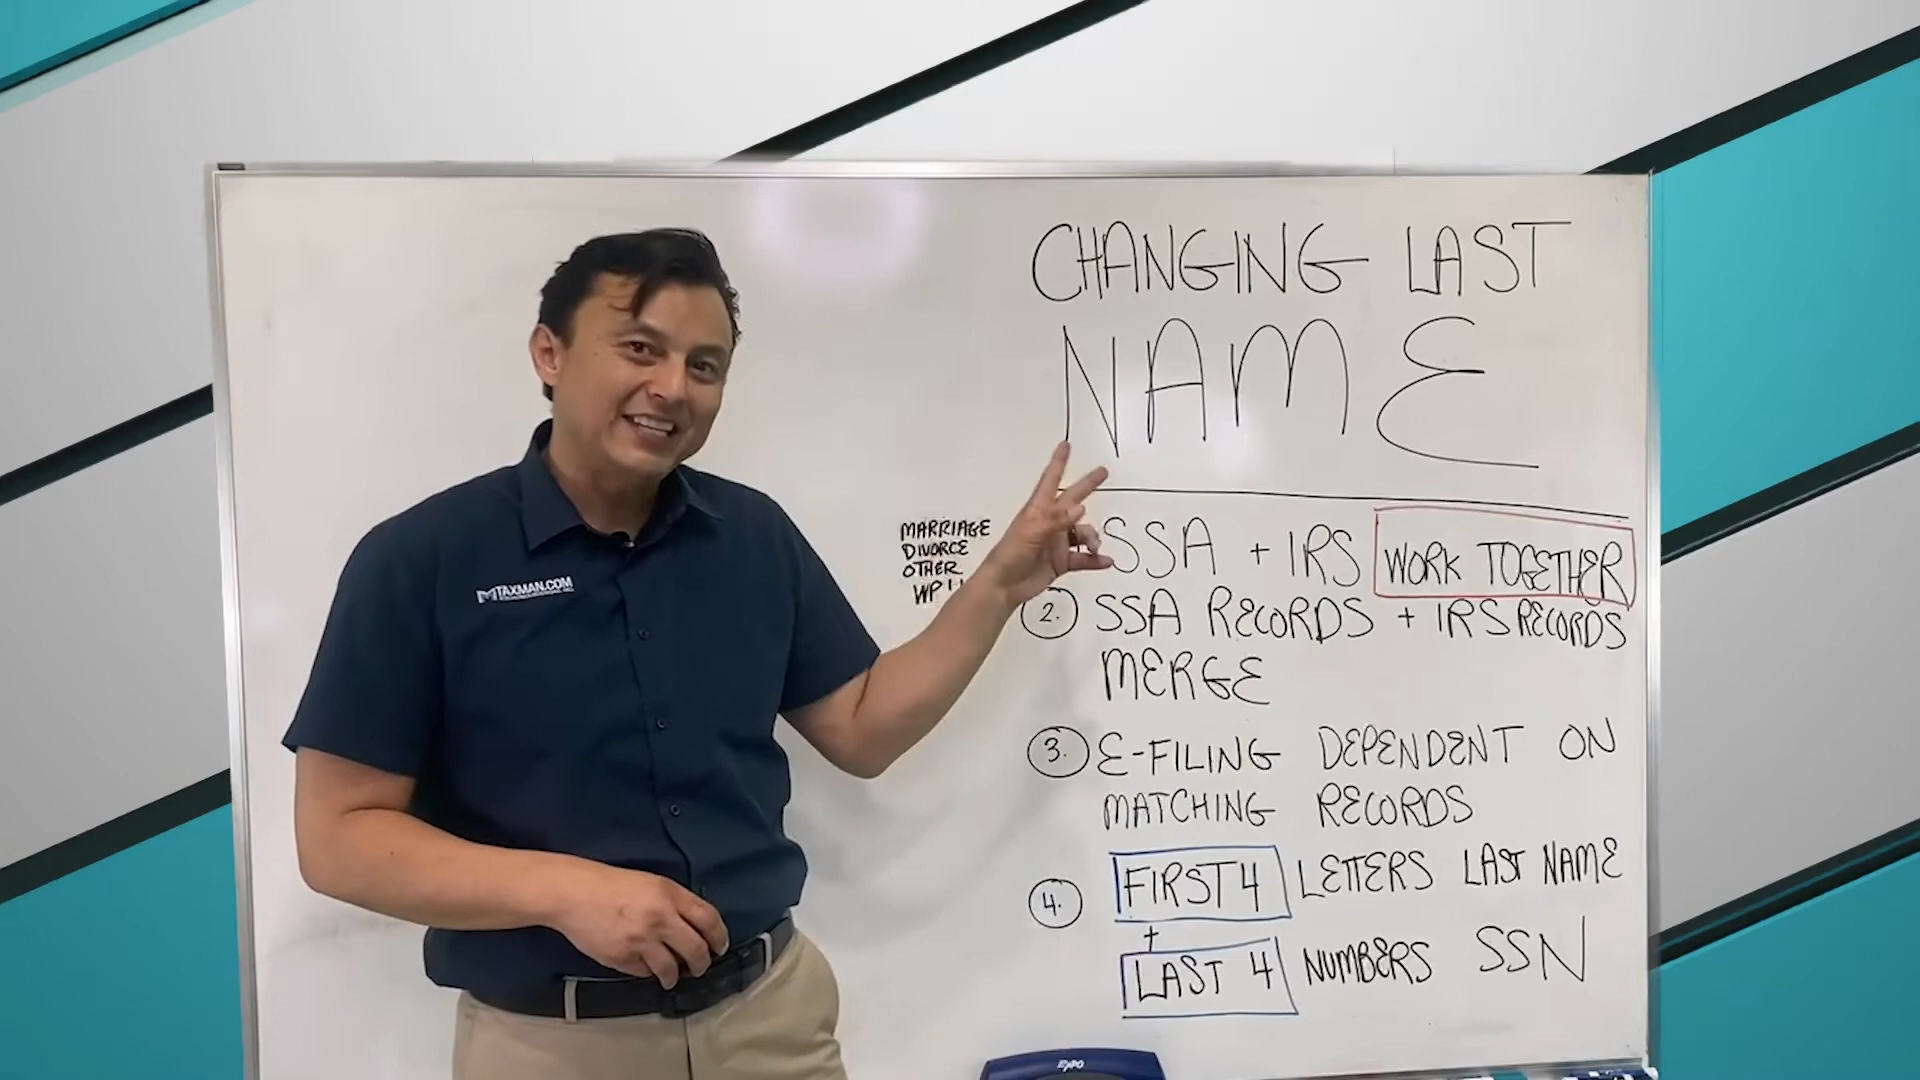 CHANGING LAST
NAME
MARRIAGE
DIVORCE
OTHER
SSA + IRS WORK TOGETHER
2. SSA RECORDS + IRS RECORDS
MERGE
3. E-FILING DEPENDENT ON
MATCHING RECORDS
4. FIRST 4 LETTERS LAST NAME
+
LAST 4 NUMBERS SSN
TAXMAN.COM
EXPO